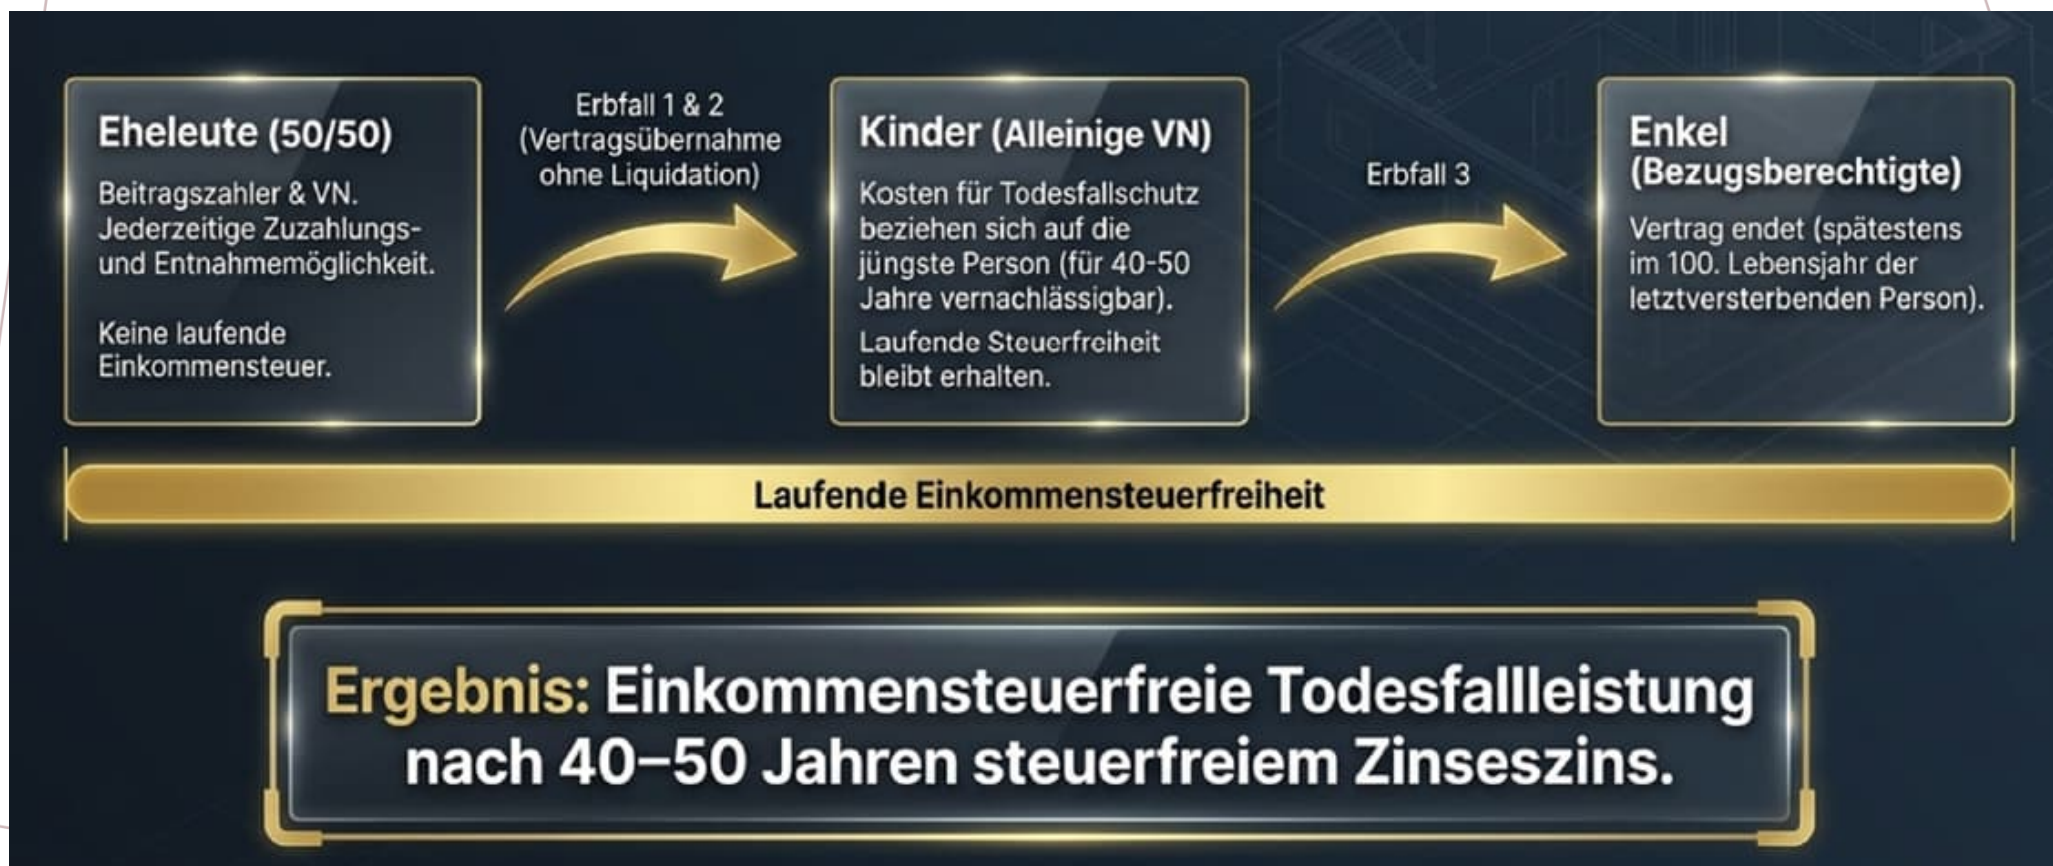 Eheleute (50/50)
Beitragszahler & VN.
Jederzeitige Zuzahlungs-
und Entnahmemöglichkeit.
Keine laufende
Einkommensteuer.
Erbfall 1 & 2
(Vertragsübernahme
ohne Liquidation)
Kinder (Alleinige VN)
Kosten für Todesfallschutz
beziehen sich auf die
jüngste Person (für 40-50
Jahre vernachlässigbar).
Laufende Steuerfreiheit
bleibt erhalten.
Erbfall 3
Enkel
(Bezugsberechtigte)
Vertrag endet (spätestens
im 100. Lebensjahr der
letztversterbenden Person).
Laufende Einkommensteuerfreiheit
Ergebnis: Einkommensteuerfreie Todesfallleistung
nach 40–50 Jahren steuerfreiem Zinseszins.